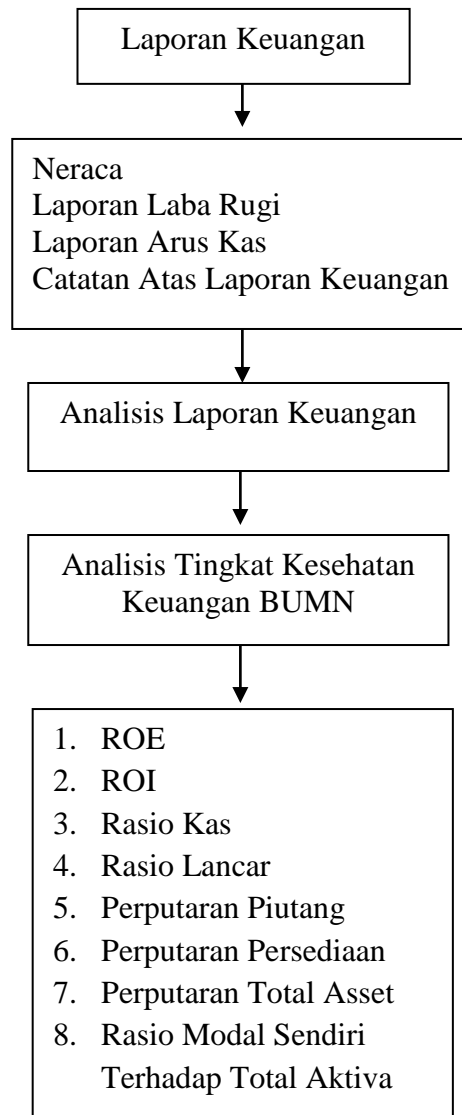 Laporan Keuangan
Neraca
Laporan Laba Rugi
Laporan Arus Kas
Catatan Atas Laporan Keuangan
Analisis Laporan Keuangan
Analisis Tingkat Kesehatan
Keuangan BUMN
1. ROE
2. ROI
3. Rasio Kas
4. Rasio Lancar
5. Perputaran Piutang
6. Perputaran Persediaan
7. Perputaran Total Asset
8. Rasio Modal Sendiri
Terhadap Total Aktiva